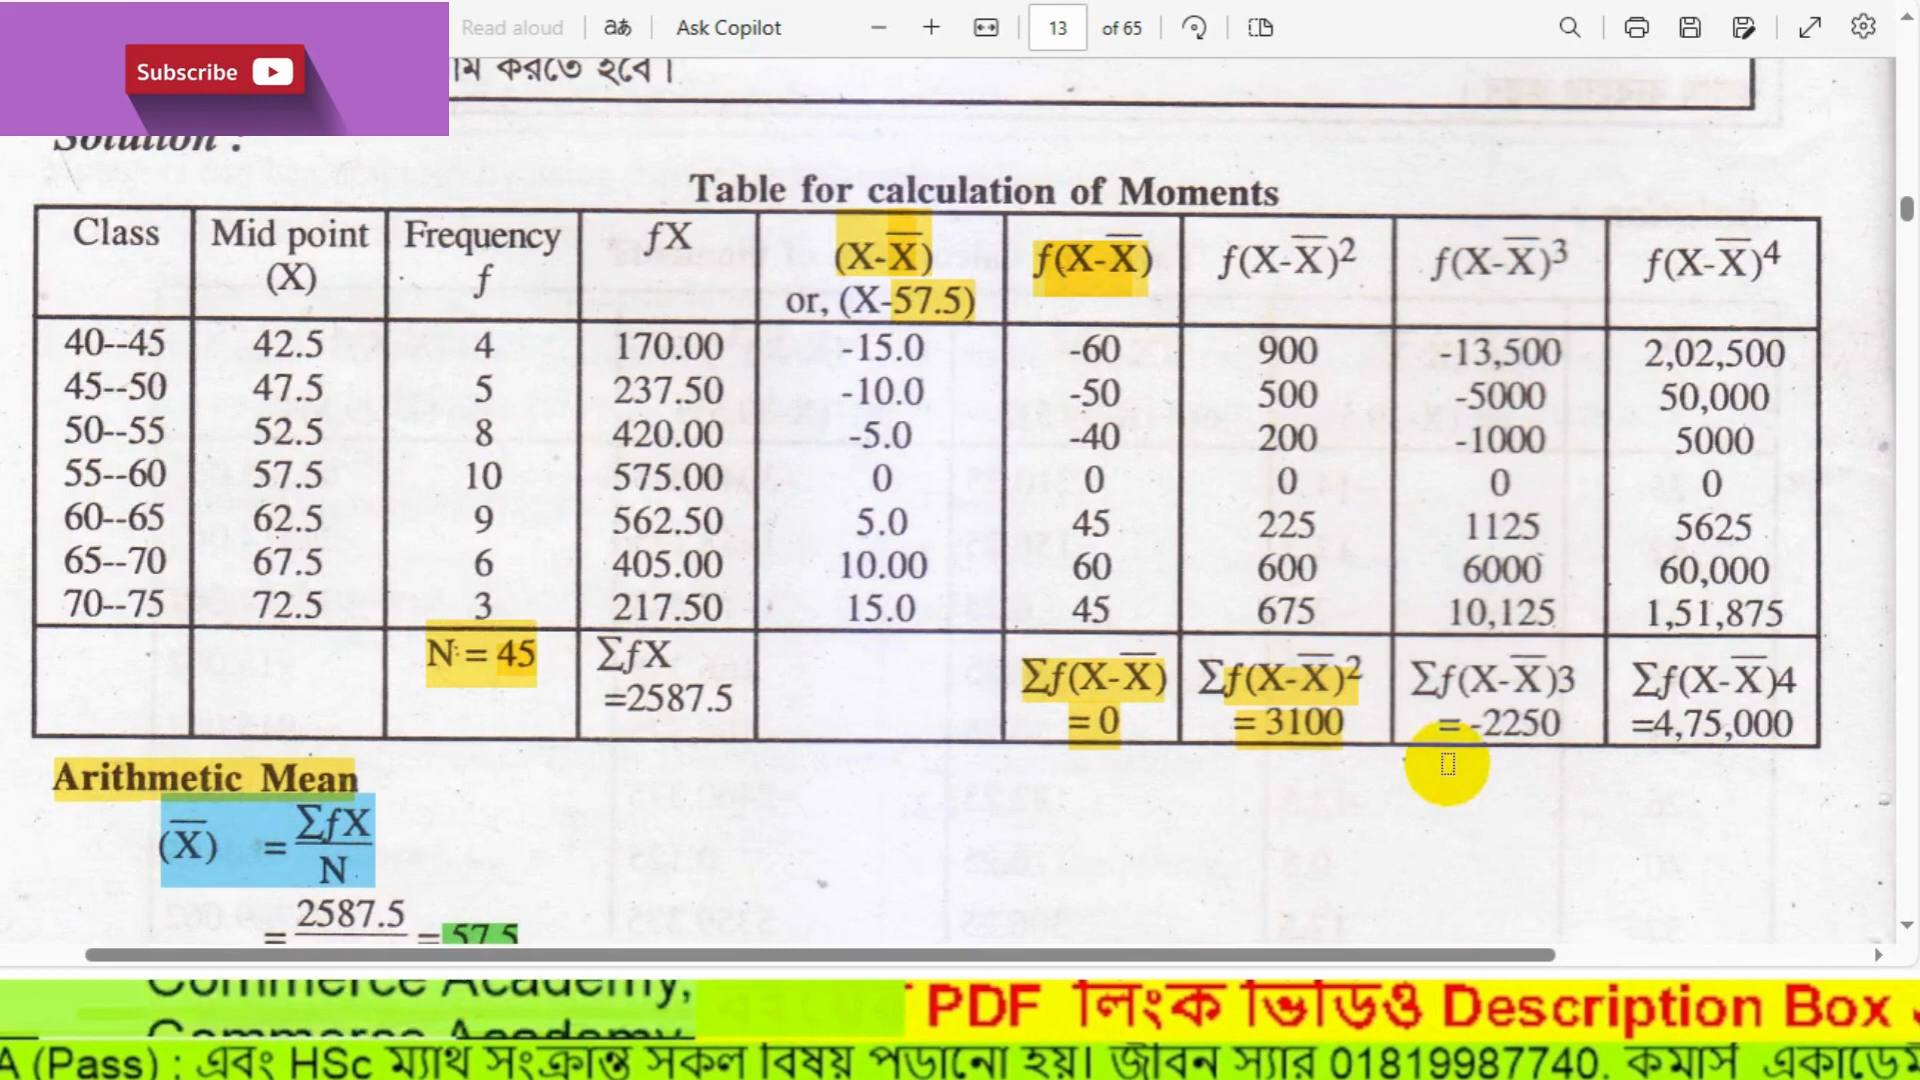 Read aloud
Ask Copilot
13 of 65
Subscribe
করতে হবে।
Solution :
Table for calculation of Moments
Class Mid point (X) Frequency f fX (X-X̅) or, (X-57.5) f(X-X̅) f(X-X̅)2 f(X-X̅)3 f(X-X̅)4
40--45 42.5 4 170.00 -15.0 -60 900 -13,500 2,02,500
45--50 47.5 5 237.50 -10.0 -50 500 -5000 50,000
50--55 52.5 8 420.00 -5.0 -40 200 -1000 5000
55--60 57.5 10 575.00 0 0 0 0 0
60--65 62.5 9 562.50 5.0 45 225 1125 5625
65--70 67.5 6 405.00 10.00 60 600 6000 60,000
70--75 72.5 3 217.50 15.0 45 675 10,125 1,51,875
N = 45 ΣfX Σf(X-X̅) Σf(X-X̅)2 Σf(X-X̅)3 Σf(X-X̅)4
=2587.5 = 0 = 3100 = -2250 =4,75,000
Arithmetic Mean
(X̅) = ΣfX / N
= 2587.5 = 57.5
Commerce Academy,
Commerce Academy
PDF লিংক ভিডিও Description Box
A (Pass) : এবং HSc ম্যাথ সংক্রান্ত সকল বিষয় পড়ানো হয়। জীবন স্যার 01819987740. কমার্স একাডেমী